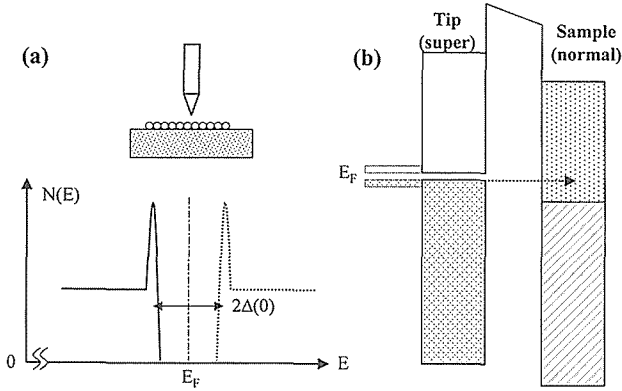 (a)
N(E)
2Δ(0)
0
E_F
E
(b)
Tip
(super)
Sample
(normal)
E_F